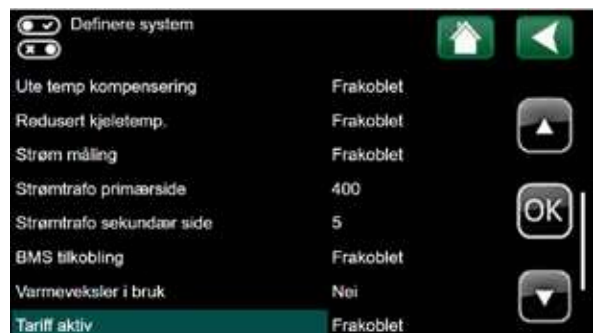 Definere system
Ute temp kompensering Frakoblet
Redusert kjeletemp. Frakoblet
Strøm måling Frakoblet
Strømtrafo primærside 400
Strømtrafo sekundær side 5
BMS tilkobling Frakoblet
Varmeveksler i bruk Nei
Tariff aktiv Frakoblet
OK